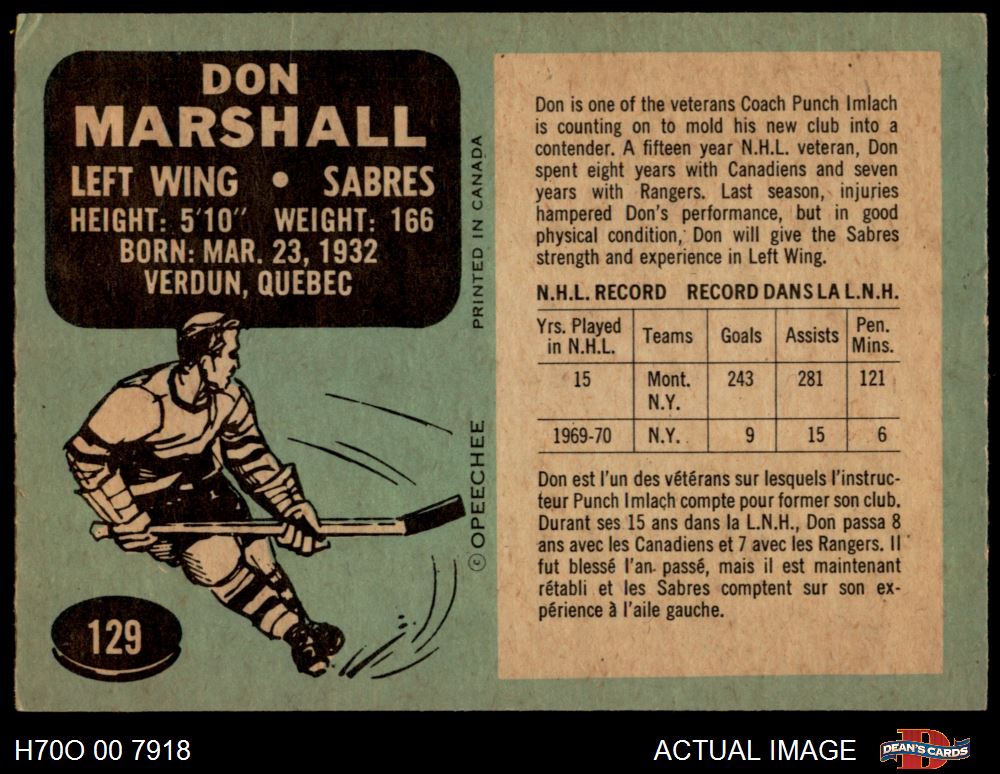 DON
MARSHALL
LEFT WING • SABRES
HEIGHT: 5'10" WEIGHT: 166
BORN: MAR. 23, 1932
VERDUN, QUEBEC
129
© OPEECHEE PRINTED IN CANADA
Don is one of the veterans Coach Punch Imlach
is counting on to mold his new club into a
contender. A fifteen year N.H.L. veteran, Don
spent eight years with Canadiens and seven
years with Rangers. Last season, injuries
hampered Don's performance, but in good
physical condition, Don will give the Sabres
strength and experience in Left Wing.
N.H.L. RECORD RECORD DANS LA L.N.H.
Yrs. Played in N.H.L. Teams Goals Assists Pen. Mins.
15 Mont. N.Y. 243 281 121
1969-70 N.Y. 9 15 6
Don est l'un des vétérans sur lesquels l'instruc-
teur Punch Imlach compte pour former son club.
Durant ses 15 ans dans la L.N.H., Don passa 8
ans avec les Canadiens et 7 avec les Rangers. Il
fut blessé l'an passé, mais il est maintenant
rétabli et les Sabres comptent sur son ex-
périence à l'aile gauche.
H70O 00 7918
ACTUAL IMAGE
DEAN'S CARDS